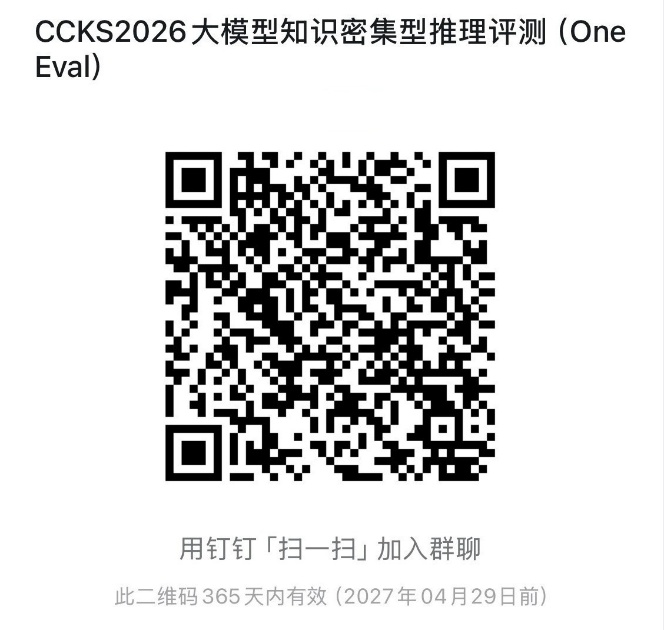 CCKS2026大模型知识密集型推理评测（One
Eval）
用钉钉「扫一扫」加入群聊
此二维码365天内有效（2027年04月29日前）